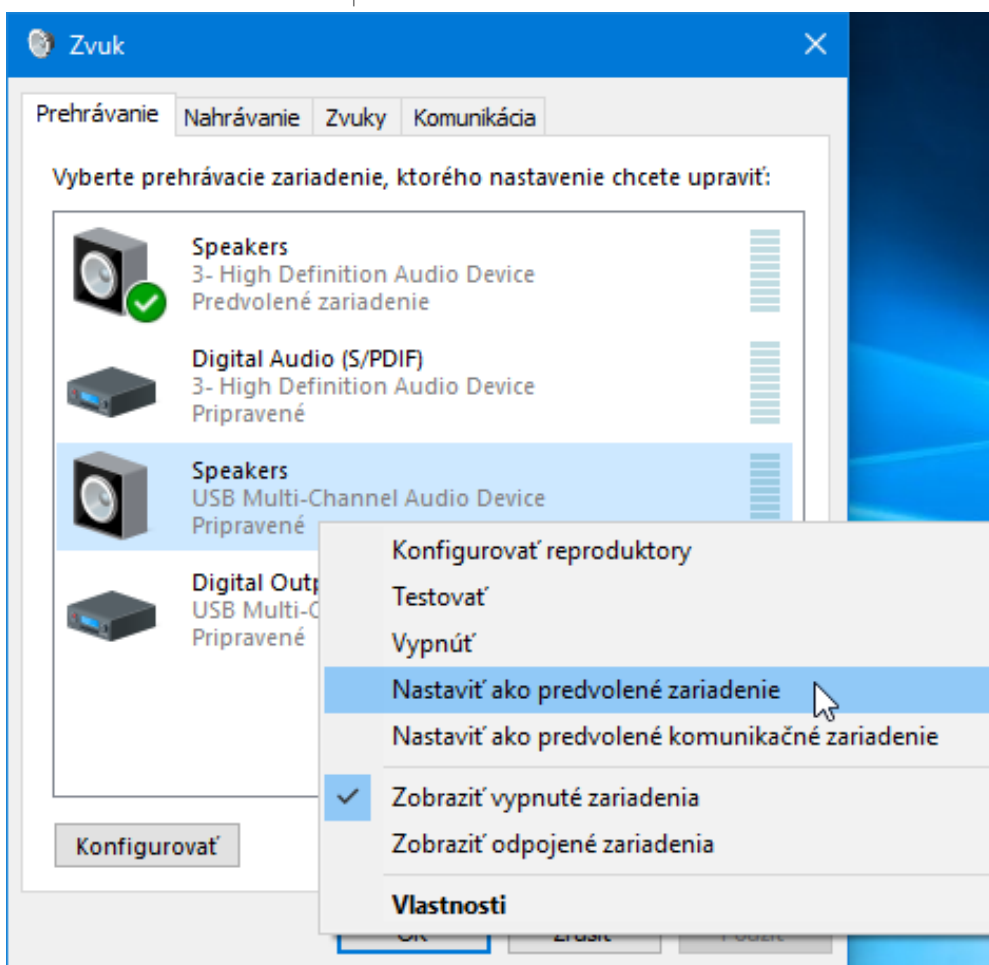 Zvuk
Prehrávanie
Nahrávanie
Zvuky
Komunikácia
Vyberte prehrávacie zariadenie, ktorého nastavenie chcete upraviť:
Speakers
3- High Definition Audio Device
Predvolené zariadenie
Digital Audio (S/PDIF)
3- High Definition Audio Device
Pripravené
Speakers
USB Multi-Channel Audio Device
Pripravené
Digital
USB
Pripravené
Konfigurovať reproduktory
Testovať
Vypnúť
Nastaviť ako predvolené zariadenie
Nastaviť ako predvolené komunikačné zariadenie
Zobraziť vypnuté zariadenia
Zobraziť odpojené zariadenia
Vlastnosti
Konfigurovať